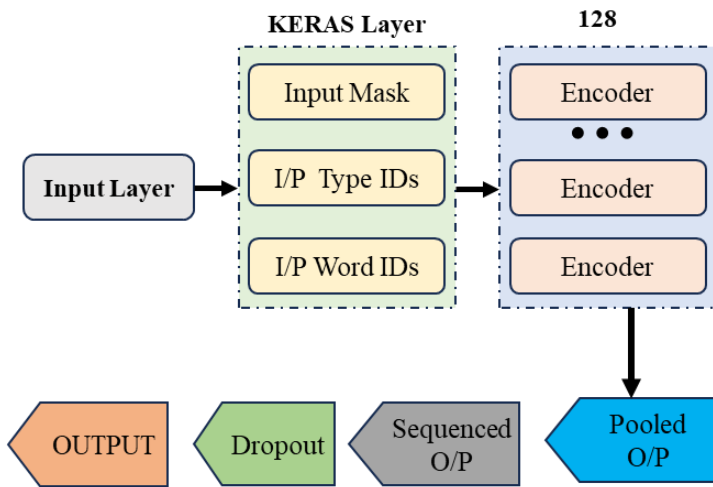 KERAS Layer
128
Input Mask
Encoder
Input Layer
I/P Type IDs
Encoder
I/P Word IDs
Encoder
OUTPUT
Dropout
Sequenced
O/P
Pooled
O/P